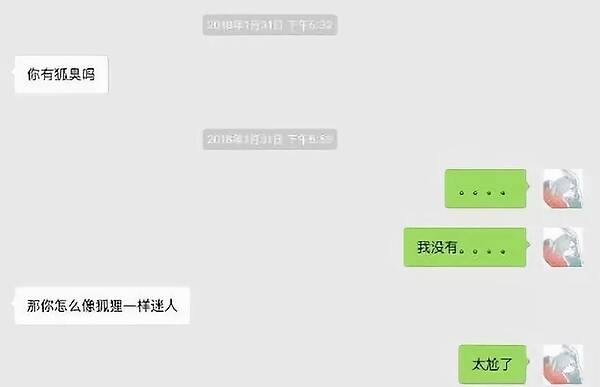 2018年1月31日 下午6:32
你有狐臭吗
2018年1月31日 下午6:53
。。。。
我没有。。。。
那你怎么像狐狸一样迷人
太尬了